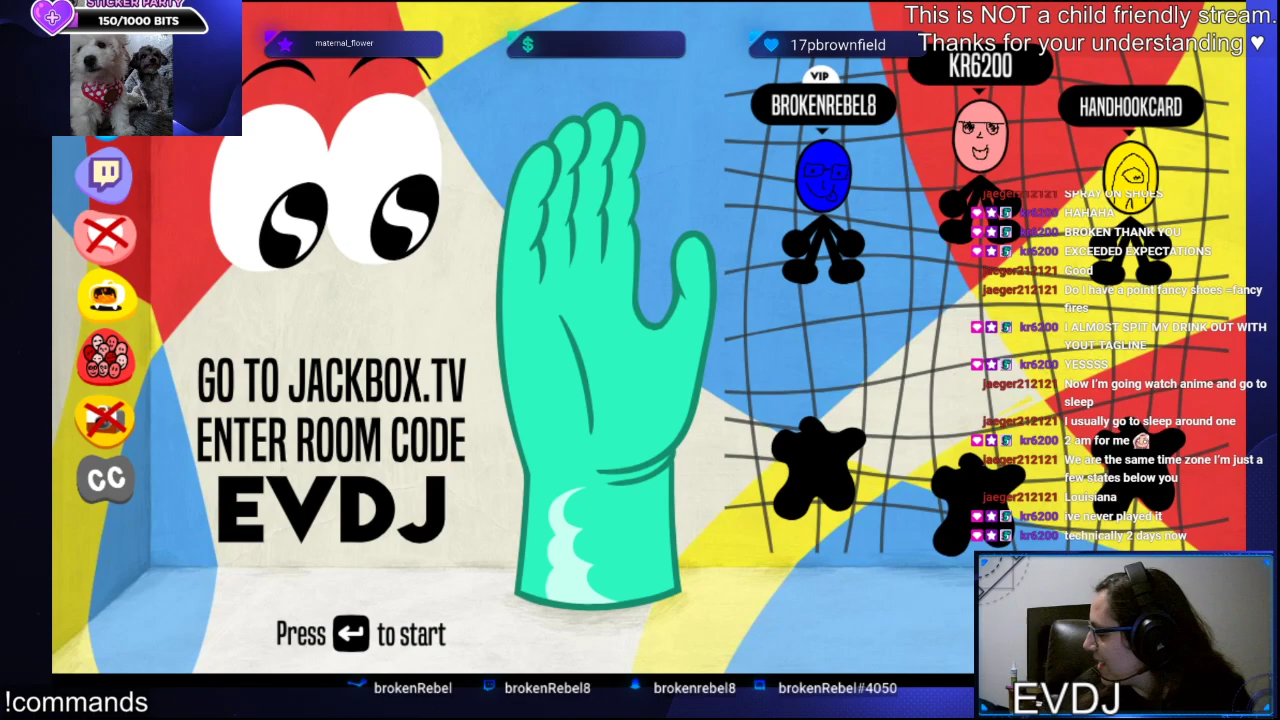 STICKER PARTY
150/1000 BITS
This is NOT a child friendly stream.
Thanks for your understanding ♥
maternal_flower
$
17pbrownfield
VIP
BROKENREBEL8
KR6200
HANDHOOKCARD
jaeger212121 SPRAY ON SHOES
kr6200 HAHAHA
kr6200 BROKEN THANK YOU
kr6200 EXCEEDED EXPECTATIONS
jaeger212121 Good
jaeger212121 Do I have a point fancy shoes =fancy
fires
kr6200 I ALMOST SPIT MY DRINK OUT WITH
YOUT TAGLINE
kr6200 YESSSS
jaeger212121 Now I'm going watch anime and go to
sleep
jaeger212121 I usually go to sleep around one
kr6200 2 am for me
jaeger212121 We are the same time zone I'm just a
few states below you
jaeger212121 Louisiana
kr6200 ive never played it
kr6200 technically 2 days now
CC
GO TO JACKBOX.TV
ENTER ROOM CODE
EVDJ
Press to start
brokenRebel
brokenRebel8
brokenrebel8
brokenRebel#4050
!commands
EVDJ